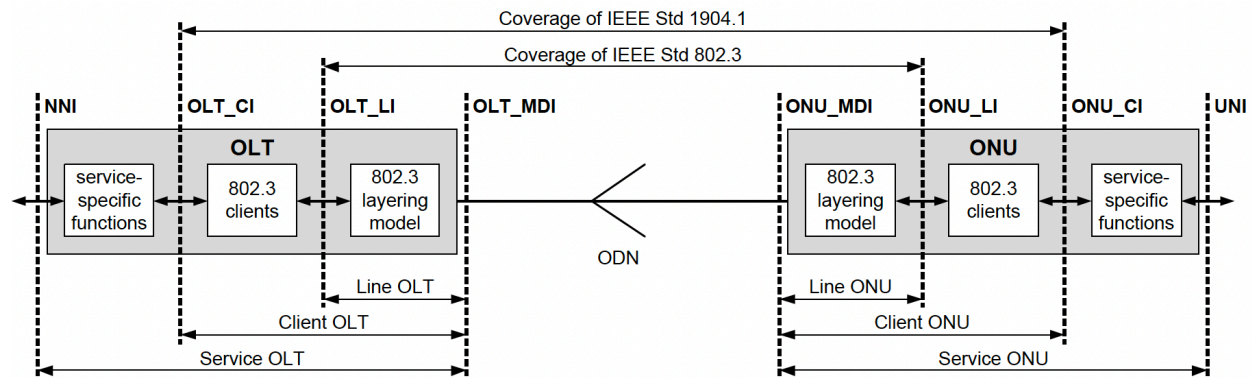 Coverage of IEEE Std 1904.1
Coverage of IEEE Std 802.3
NNI
OLT_CI
OLT_LI
OLT_MDI
ONU_MDI
ONU_LI
ONU_CI
UNI
OLT
ONU
service-
specific
functions
802.3
clients
802.3
layering
model
802.3
layering
model
802.3
clients
service-
specific
functions
ODN
Line OLT
Line ONU
Client OLT
Client ONU
Service OLT
Service ONU